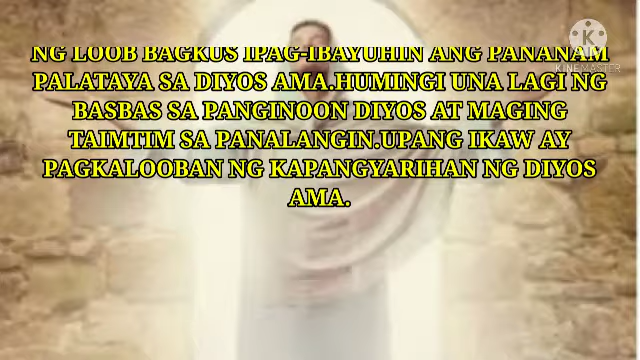 NG LOOB BAGKUS IPAG-IBAYUHIN ANG PANANAM
PALATAYA SA DIYOS AMA.HUMINGI UNA LAGI NG
BASBAS SA PANGINOON DIYOS AT MAGING
TAIMTIM SA PANALANGIN.UPANG IKAW AY
PAGKALOOBAN NG KAPANGYARIHAN NG DIYOS
AMA.
KINEMASTER